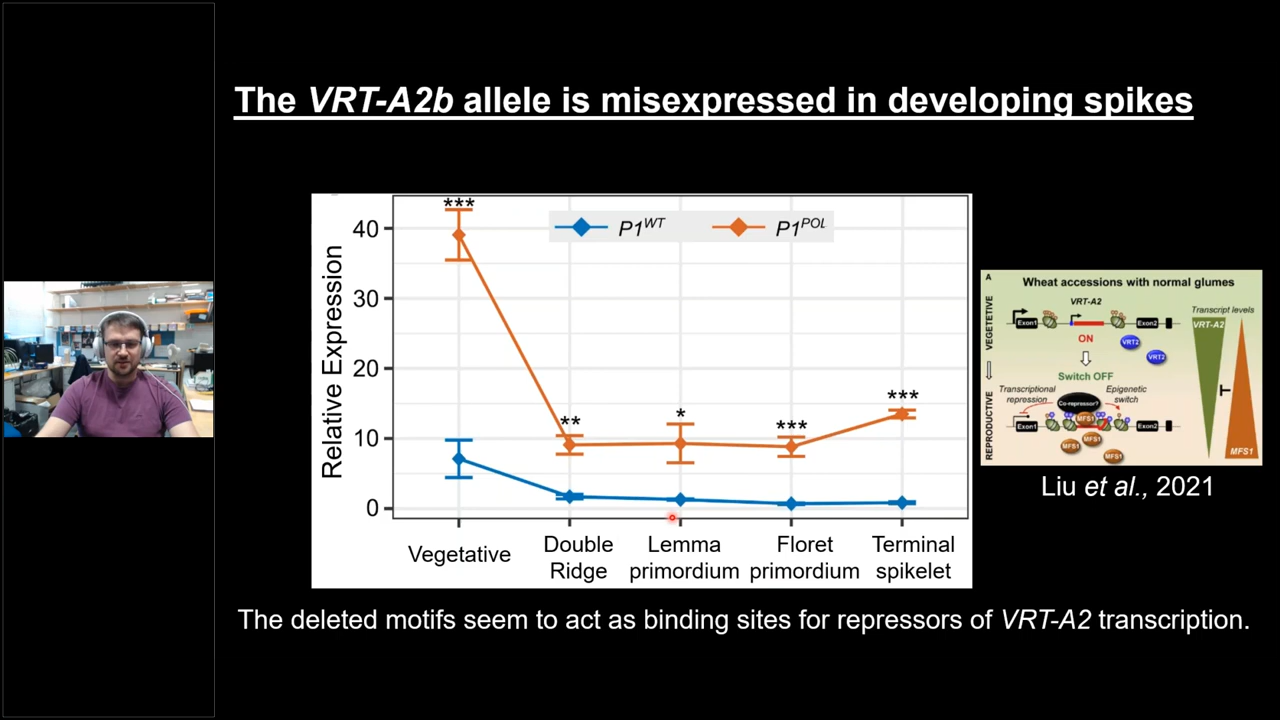 The VRT-A2b allele is misexpressed in developing spikes
***
**
*
***
***
P1WT
P1POL
Relative Expression
40
30
20
10
0
Vegetative
Double
Ridge
Lemma
primordium
Floret
primordium
Terminal
spikelet
A
Wheat accessions with normal glumes
VEGETETIVE
REPRODUCTIVE
VRT-A2
Exon1
Exon2
ON
VRT2
VRT2
Switch OFF
Transcriptional
repression
Epigenetic
switch
Co-repressor?
MFS1
Exon1
Exon2
MFS1
MFS1
MFS1
Transcript levels
VRT-A2
MFS1
Liu et al., 2021
The deleted motifs seem to act as binding sites for repressors of VRT-A2 transcription.